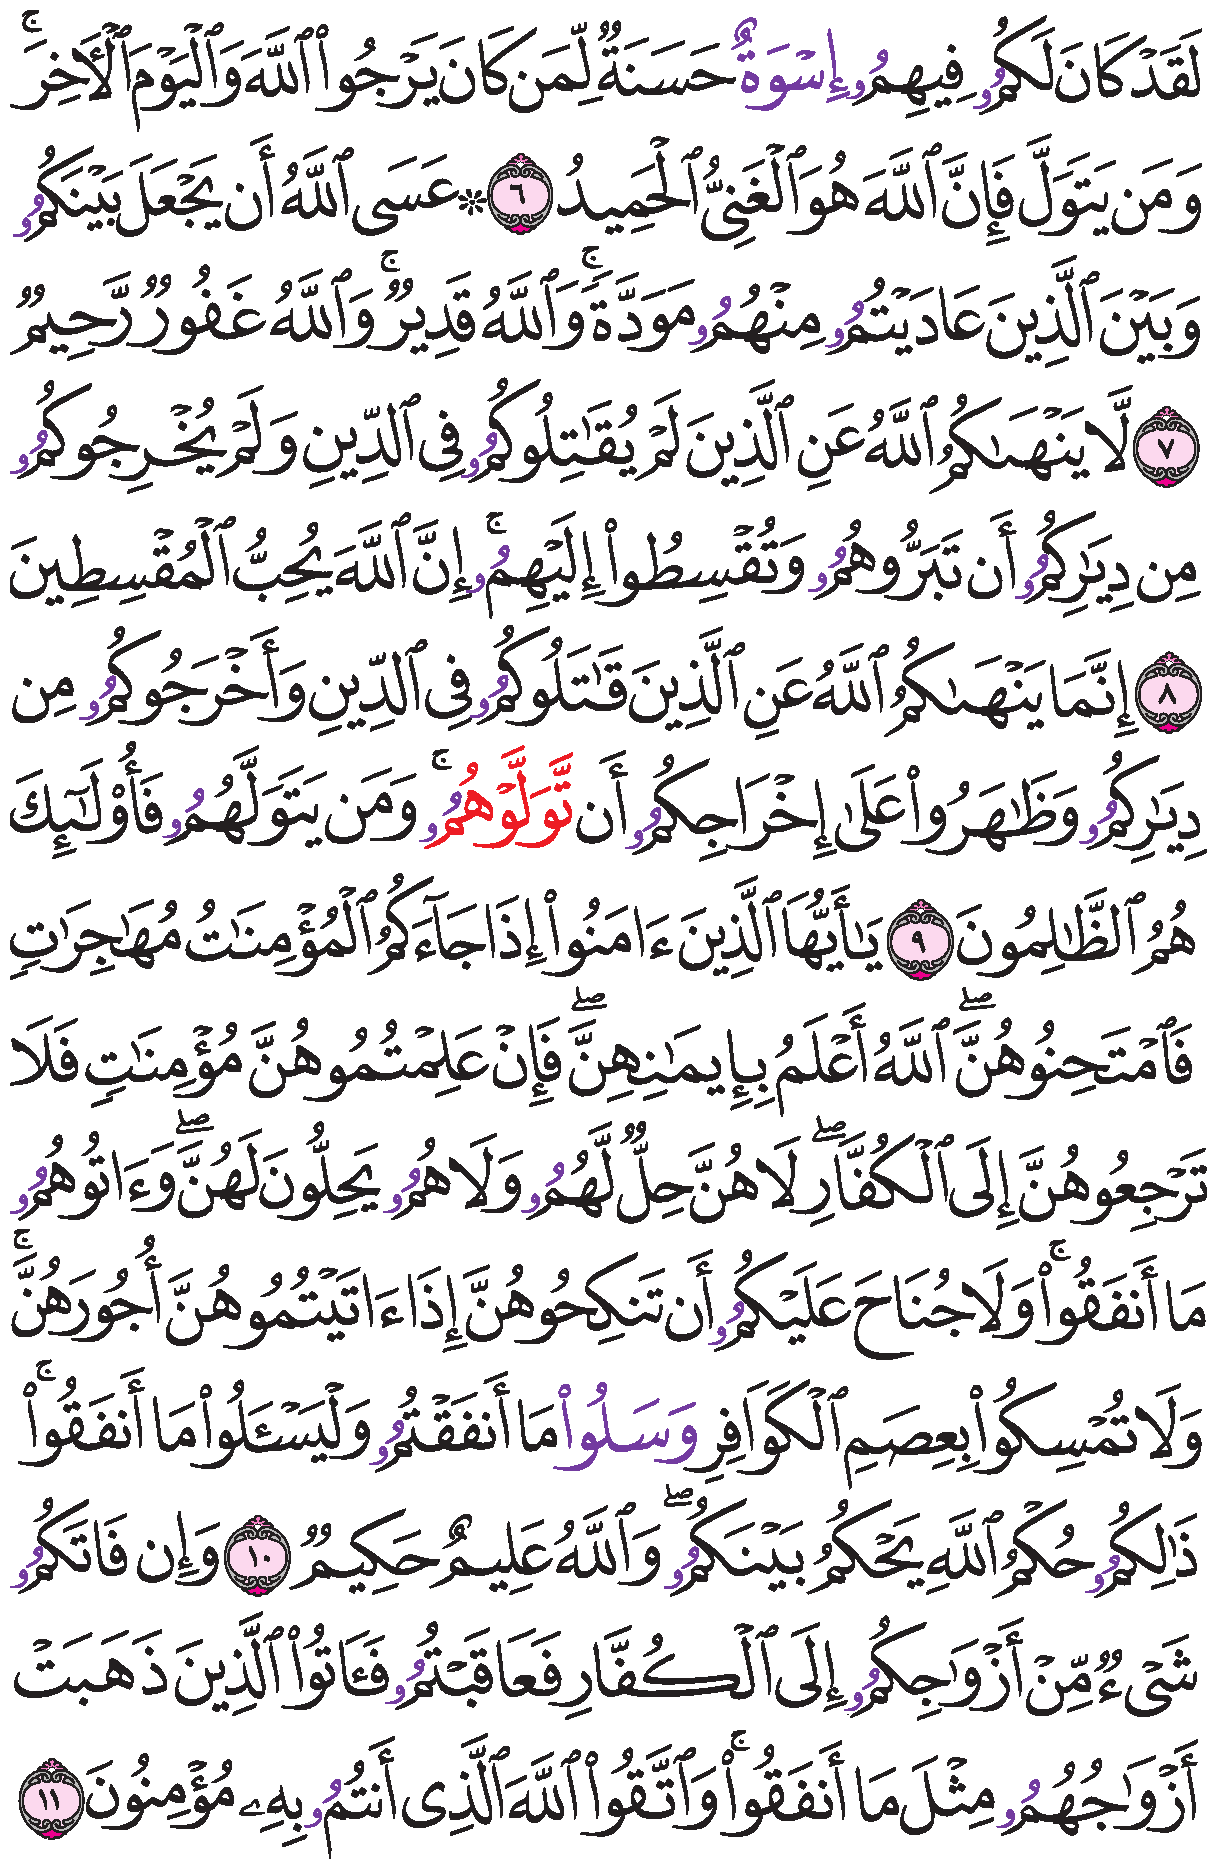 لَقَدۡ كَانَ لَكُمُۥ فِيهِمُۥ إِسۡوَةٌ حَسَنَةٞ لِّمَن كَانَ يَرۡجُواْ ٱللَّهَ وَٱلۡيَوۡمَ ٱلۡأٓخِرَۚ
وَمَن يَتَوَلَّ فَإِنَّ ٱللَّهَ هُوَ ٱلۡغَنِيُّ ٱلۡحَمِيدُ ٦ ۞ عَسَى ٱللَّهُ أَن يَجۡعَلَ بَيۡنَكُمُۥ
وَبَيۡنَ ٱلَّذِينَ عَادَيۡتُمُۥ مِنۡهُمُۥ مَوَدَّةٗۚ وَٱللَّهُ قَدِيرٞۚ وَٱللَّهُ غَفُورٞ رَّحِيمٞ
٧ لَّا يَنۡهَىٰكُمُ ٱللَّهُ عَنِ ٱلَّذِينَ لَمۡ يُقَٰتِلُوكُمُۥ فِي ٱلدِّينِ وَلَمۡ يُخۡرِجُوكُمُۥ
مِن دِيَٰرِكُمُۥ أَن تَبَرُّوهُمُۥ وَتُقۡسِطُوٓاْ إِلَيۡهِمُۥۚ إِنَّ ٱللَّهَ يُحِبُّ ٱلۡمُقۡسِطِينَ
٨ إِنَّمَا يَنۡهَىٰكُمُ ٱللَّهُ عَنِ ٱلَّذِينَ قَٰتَلُوكُمُۥ فِي ٱلدِّينِ وَأَخۡرَجُوكُمُۥ مِن
دِيَٰرِكُمُۥ وَظَٰهَرُواْ عَلَىٰ إِخۡرَاجِكُمُۥ أَن تَّوَلَّوۡهُمُۥۚ وَمَن يَتَوَلَّهُمُۥ فَأُوْلَٰٓئِكَ
هُمُ ٱلظَّٰلِمُونَ ٩ يَٰأَيُّهَا ٱلَّذِينَ ءَامَنُواْ إِذَا جَآءَكُمُ ٱلۡمُؤۡمِنَٰتُ مُهَٰجِرَٰتٖ
فَٱمۡتَحِنُوهُنَّۖ ٱللَّهُ أَعۡلَمُ بِإِيمَٰنِهِنَّۖ فَإِنۡ عَلِمۡتُمُوهُنَّ مُؤۡمِنَٰتٖ فَلَا
تَرۡجِعُوهُنَّ إِلَى ٱلۡكُفَّارِۖ لَا هُنَّ حِلّٞ لَّهُمُۥ وَلَا هُمُۥ يَحِلُّونَ لَهُنَّۖ وَءَاتُوهُمُۥ
مَا أَنفَقُواْۚ وَلَا جُنَاحَ عَلَيۡكُمُۥ أَن تَنكِحُوهُنَّ إِذَا ءَاتَيۡتُمُوهُنَّ أُجُورَهُنَّۚ
وَلَا تُمۡسِكُواْ بِعِصَمِ ٱلۡكَوَافِرِ وَسَلُواْ مَا أَنفَقۡتُمُۥ وَلۡيَسۡـَٔلُواْ مَا أَنفَقُواْۚ
ذَٰلِكُمُۥ حُكۡمُ ٱللَّهِ يَحۡكُمُ بَيۡنَكُمُۥۖ وَٱللَّهُ عَلِيمٌ حَكِيمٞ ١٠ وَإِن فَاتَكُمُۥ
شَيۡءٞ مِّنۡ أَزۡوَٰجِكُمُۥ إِلَى ٱلۡكُفَّارِ فَعَاقَبۡتُمُۥ فَـَٔاتُواْ ٱلَّذِينَ ذَهَبَتۡ
أَزۡوَٰجُهُمُۥ مِثۡلَ مَا أَنفَقُواْۚ وَٱتَّقُواْ ٱللَّهَ ٱلَّذِي أَنتُمُۥ بِهِۦ مُؤۡمِنُونَ ١١